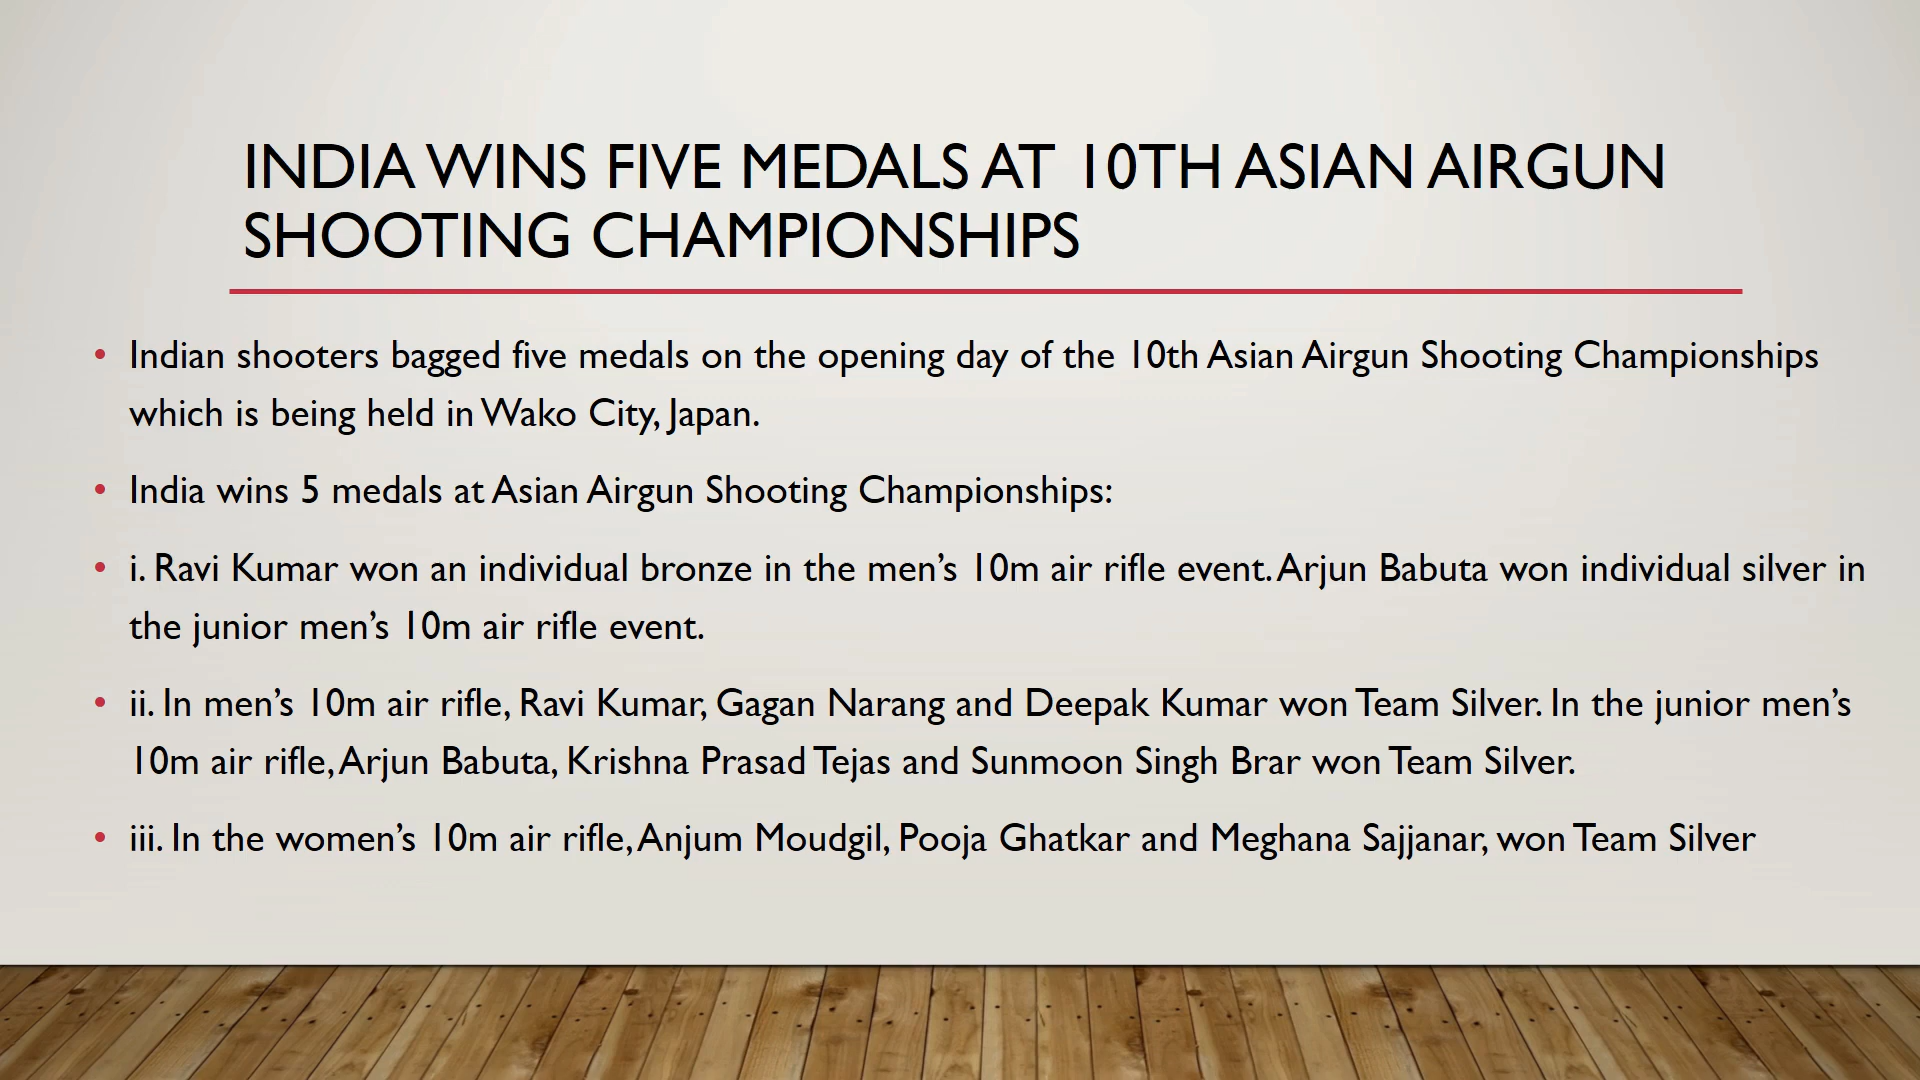 INDIA WINS FIVE MEDALS AT 10TH ASIAN AIRGUN
SHOOTING CHAMPIONSHIPS
• Indian shooters bagged five medals on the opening day of the 10th Asian Airgun Shooting Championships
which is being held in Wako City, Japan.
• India wins 5 medals at Asian Airgun Shooting Championships:
• i. Ravi Kumar won an individual bronze in the men’s 10m air rifle event. Arjun Babuta won individual silver in
the junior men’s 10m air rifle event.
• ii. In men’s 10m air rifle, Ravi Kumar, Gagan Narang and Deepak Kumar won Team Silver. In the junior men’s
10m air rifle, Arjun Babuta, Krishna Prasad Tejas and Sunmoon Singh Brar won Team Silver.
• iii. In the women’s 10m air rifle, Anjum Moudgil, Pooja Ghatkar and Meghana Sajjanar, won Team Silver